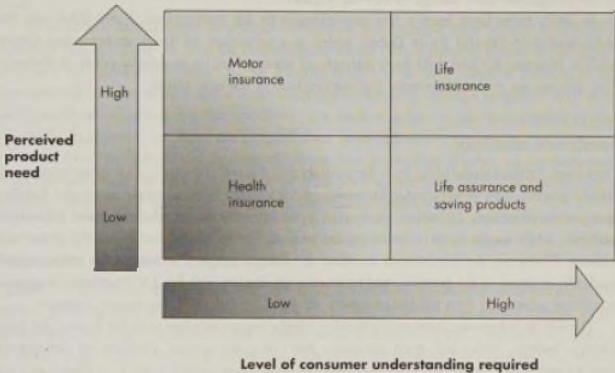 Motor
insurance
Life
insurance
High
Perceived
product
need
Health
insurance
Life assurance and
saving products
Low
Low
High
Level of consumer understanding required